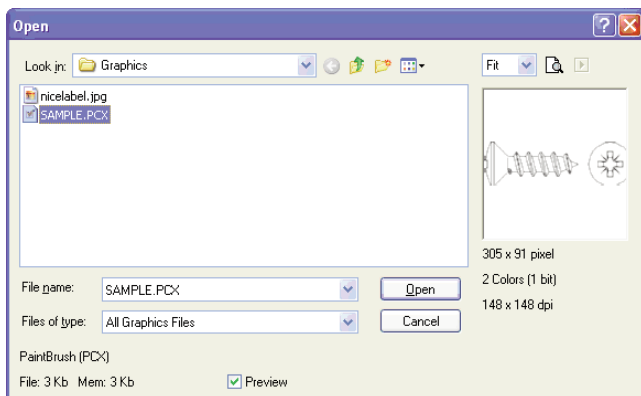 Open
Look in: Graphics
Fit
nicelabel.jpg
SAMPLE.PCX
305 x 91 pixel
2 Colors (1 bit)
148 x 148 dpi
File name: SAMPLE.PCX
Open
Files of type: All Graphics Files
Cancel
PaintBrush (PCX)
File: 3 Kb Mem: 3 Kb
Preview